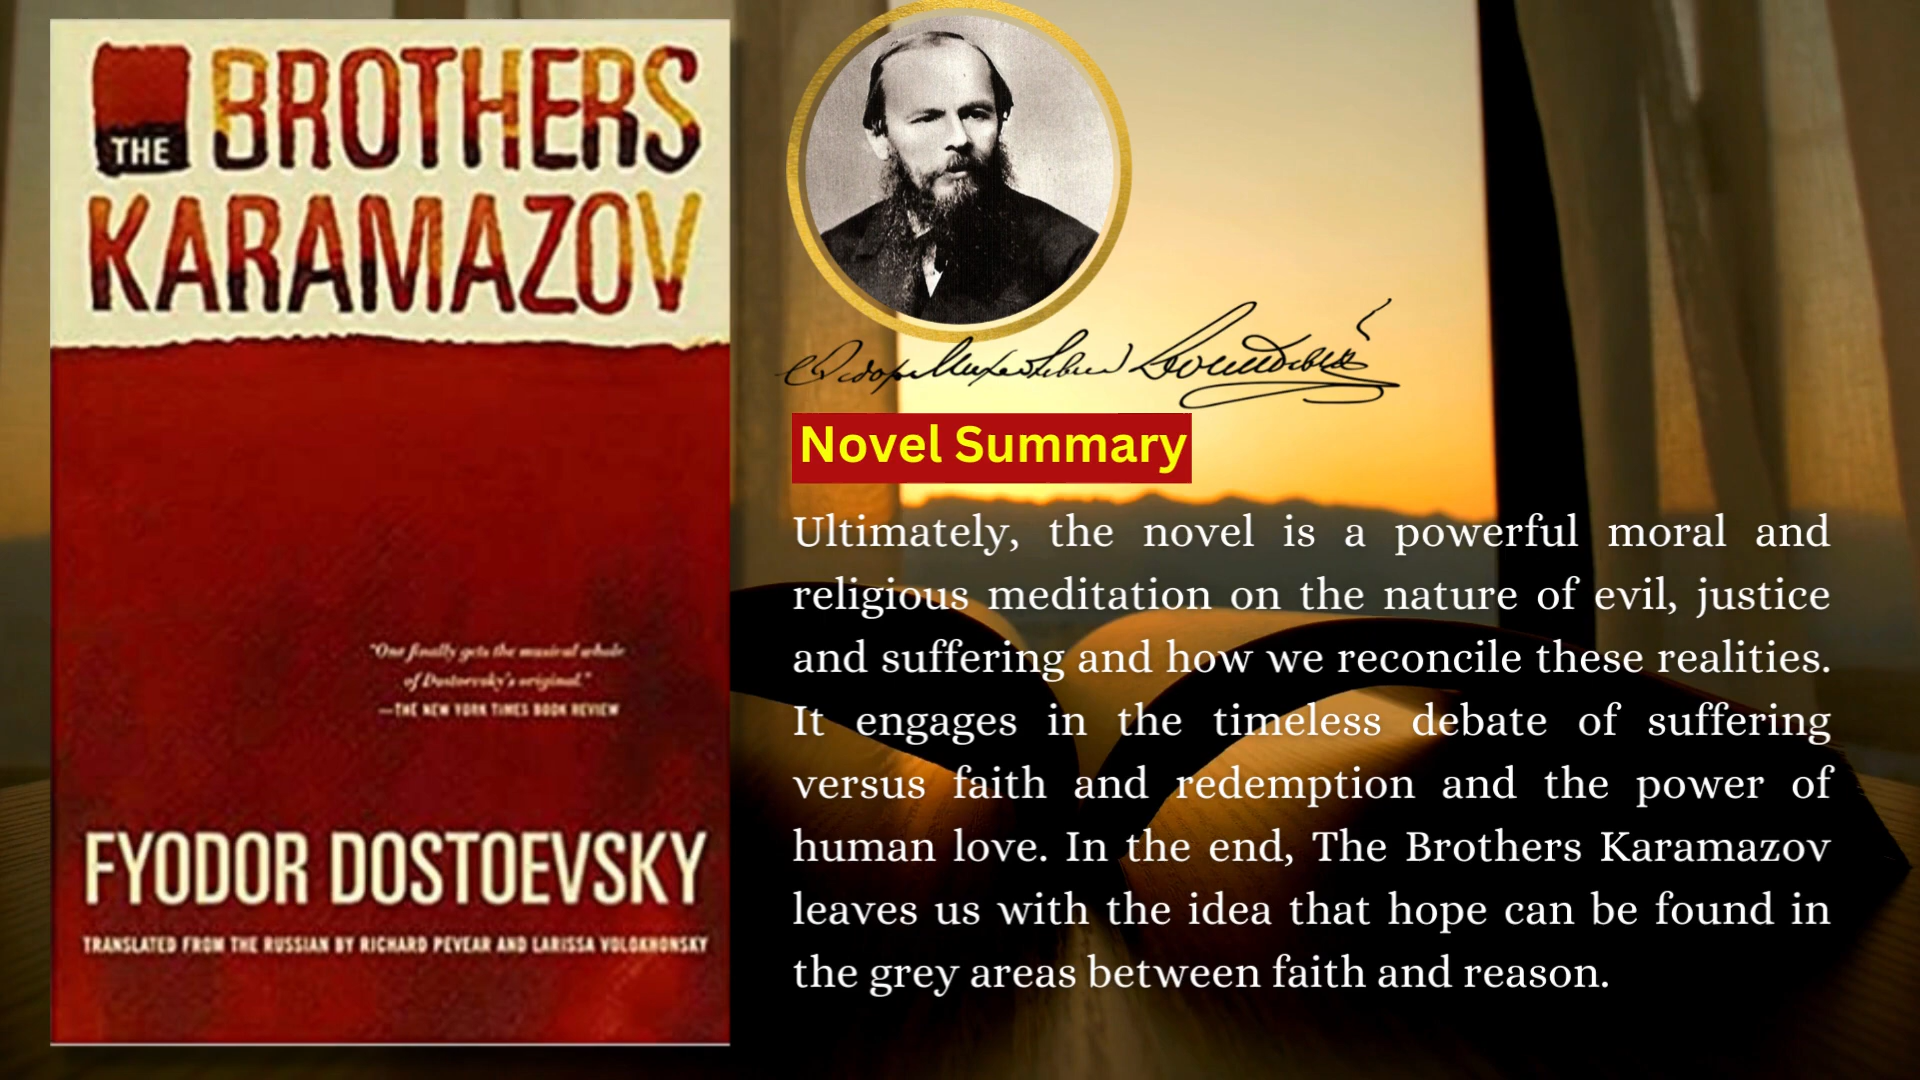 THE BROTHERS
KARAMAZOV
"One finally gets the musical whole
of Dostoevsky's original."
—THE NEW YORK TIMES BOOK REVIEW
FYODOR DOSTOEVSKY
TRANSLATED FROM THE RUSSIAN BY RICHARD PEVEAR AND LARISSA VOLOKHONSKY
Novel Summary
Ultimately, the novel is a powerful moral and
religious meditation on the nature of evil, justice
and suffering and how we reconcile these realities.
It engages in the timeless debate of suffering
versus faith and redemption and the power of
human love. In the end, The Brothers Karamazov
leaves us with the idea that hope can be found in
the grey areas between faith and reason.